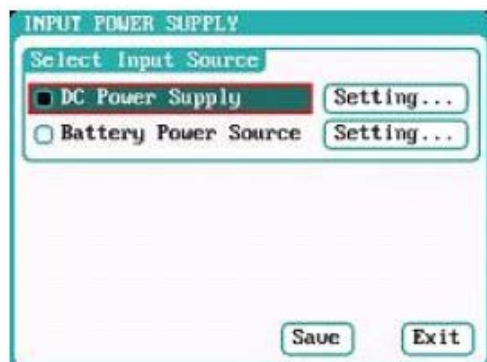 INPUT POWER SUPPLY
Select Input Source
DC Power Supply Setting...
Battery Power Source Setting...
Save Exit